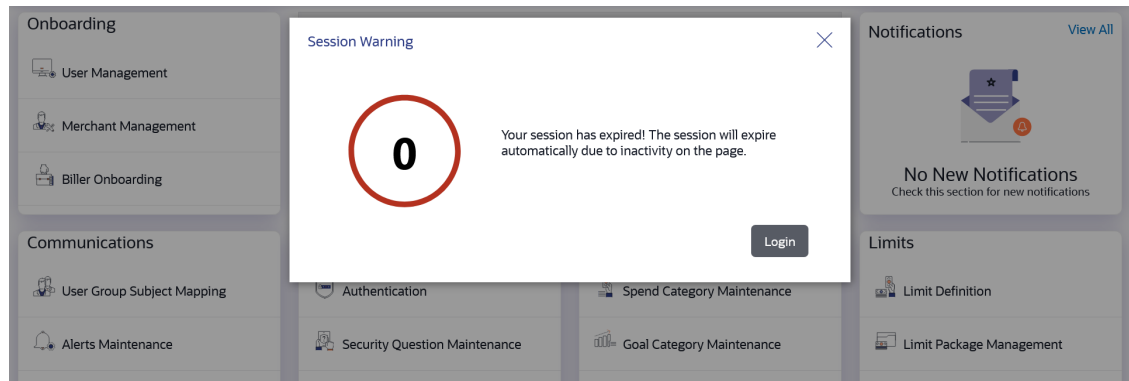 Onboarding
User Management
Merchant Management
Biller Onboarding
Session Warning
0
Your session has expired! The session will expire
automatically due to inactivity on the page.
Login
Notifications
View All
No New Notifications
Check this section for new notifications
Communications
User Group Subject Mapping
Alerts Maintenance
Authentication
Security Question Maintenance
Spend Category Maintenance
Goal Category Maintenance
Limits
Limit Definition
Limit Package Management